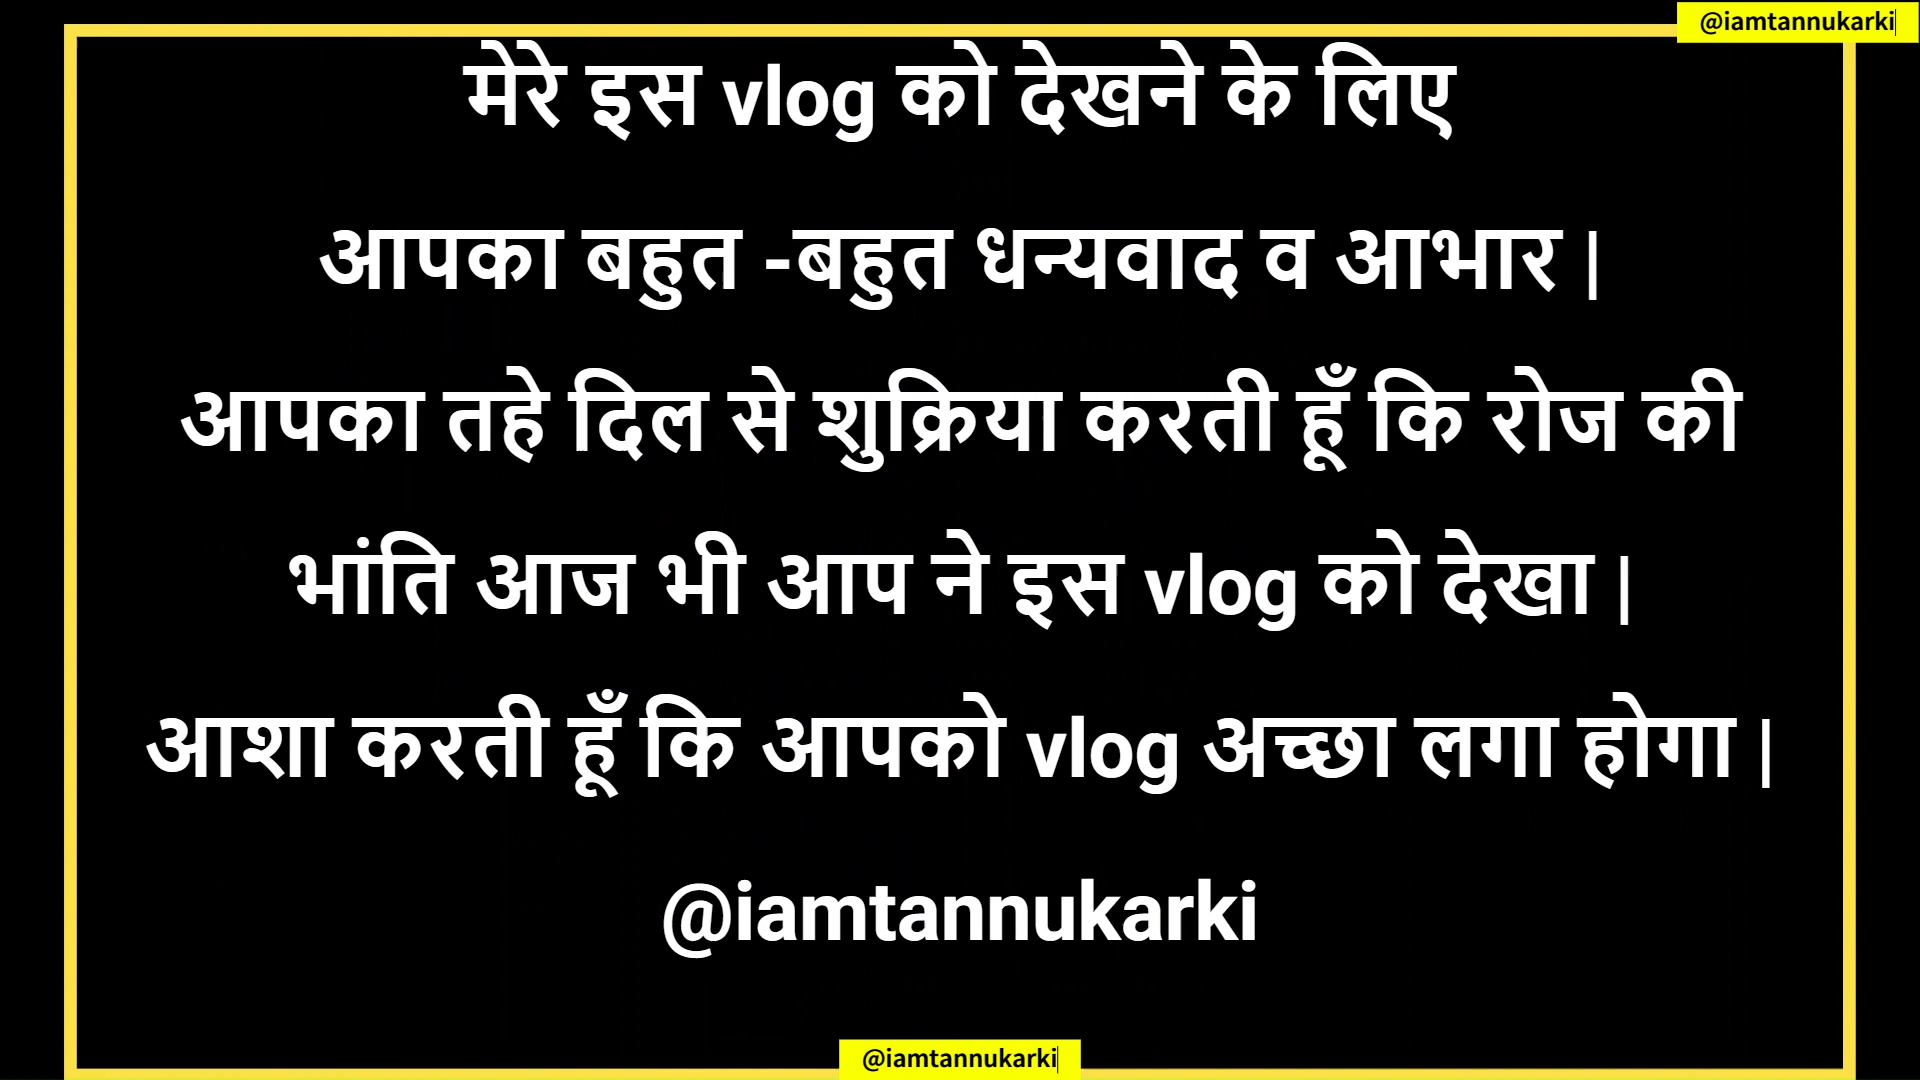 @iamtannukarki
मेरे इस vlog को देखने के लिए
आपका बहुत -बहुत धन्यवाद व आभार |
आपका तहे दिल से शुक्रिया करती हूँ कि रोज की
भांति आज भी आप ने इस vlog को देखा |
आशा करती हूँ कि आपको vlog अच्छा लगा होगा |
@iamtannukarki
@iamtannukarki